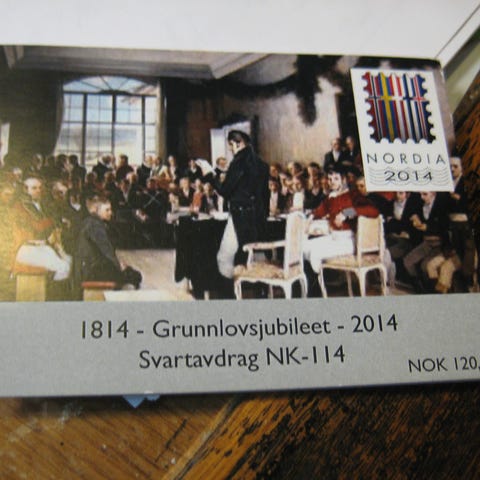 NORDIA
2014
1814 - Grunnlovsjubileet - 2014
Svartavdrag NK-114
NOK 120,